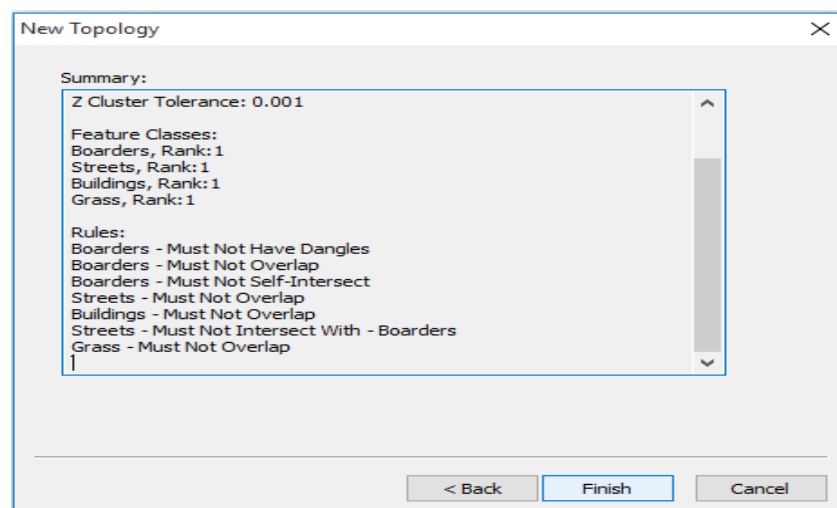 New Topology
Summary:
Z Cluster Tolerance: 0.001
Feature Classes:
Boarders, Rank:1
Streets, Rank:1
Buildings, Rank:1
Grass, Rank:1
Rules:
Boarders - Must Not Have Dangles
Boarders - Must Not Overlap
Boarders - Must Not Self-Intersect
Streets - Must Not Overlap
Buildings - Must Not Overlap
Streets - Must Not Intersect With - Boarders
Grass - Must Not Overlap
< Back Finish Cancel